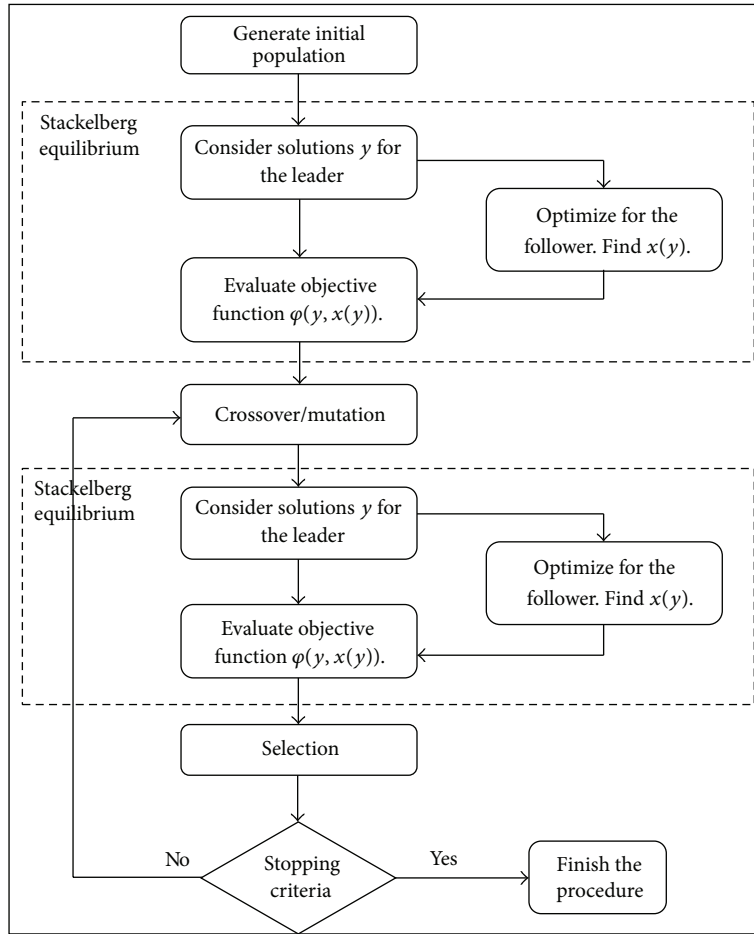 Generate initial
population
Stackelberg
equilibrium
Consider solutions y for
the leader
Optimize for the
follower. Find x(y).
Evaluate objective
function φ(y, x(y)).
Crossover/mutation
Stackelberg
equilibrium
Consider solutions y for
the leader
Optimize for the
follower. Find x(y).
Evaluate objective
function φ(y, x(y)).
Selection
No
Stopping
criteria
Yes
Finish the
procedure